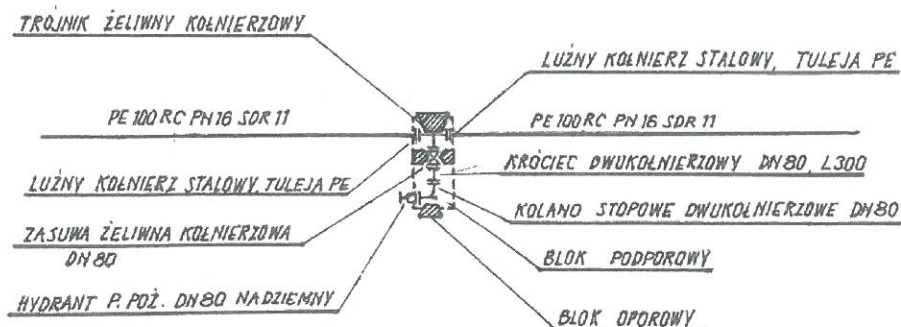 TRÓJNIK ŻELIWNY KOŁNIERZOWY
LUŹNY KOŁNIERZ STALOWY, TULEJA PE
PE 100 RC PN 16 SDR 11
PE 100 RC PN 16 SDR 11
LUŹNY KOŁNIERZ STALOWY, TULEJA PE
KRÓCIEC DWUKOŁNIERZOWY DN80, L300
KOLANO STOPOWE DWUKOŁNIERZOWE DN80
ZASUWA ŻELIWNA KOŁNIERZOWA
DN 80
BLOK PODPOROWY
HYDRANT P.POŻ. DN80 NADZIEMNY
BLOK OPOROWY